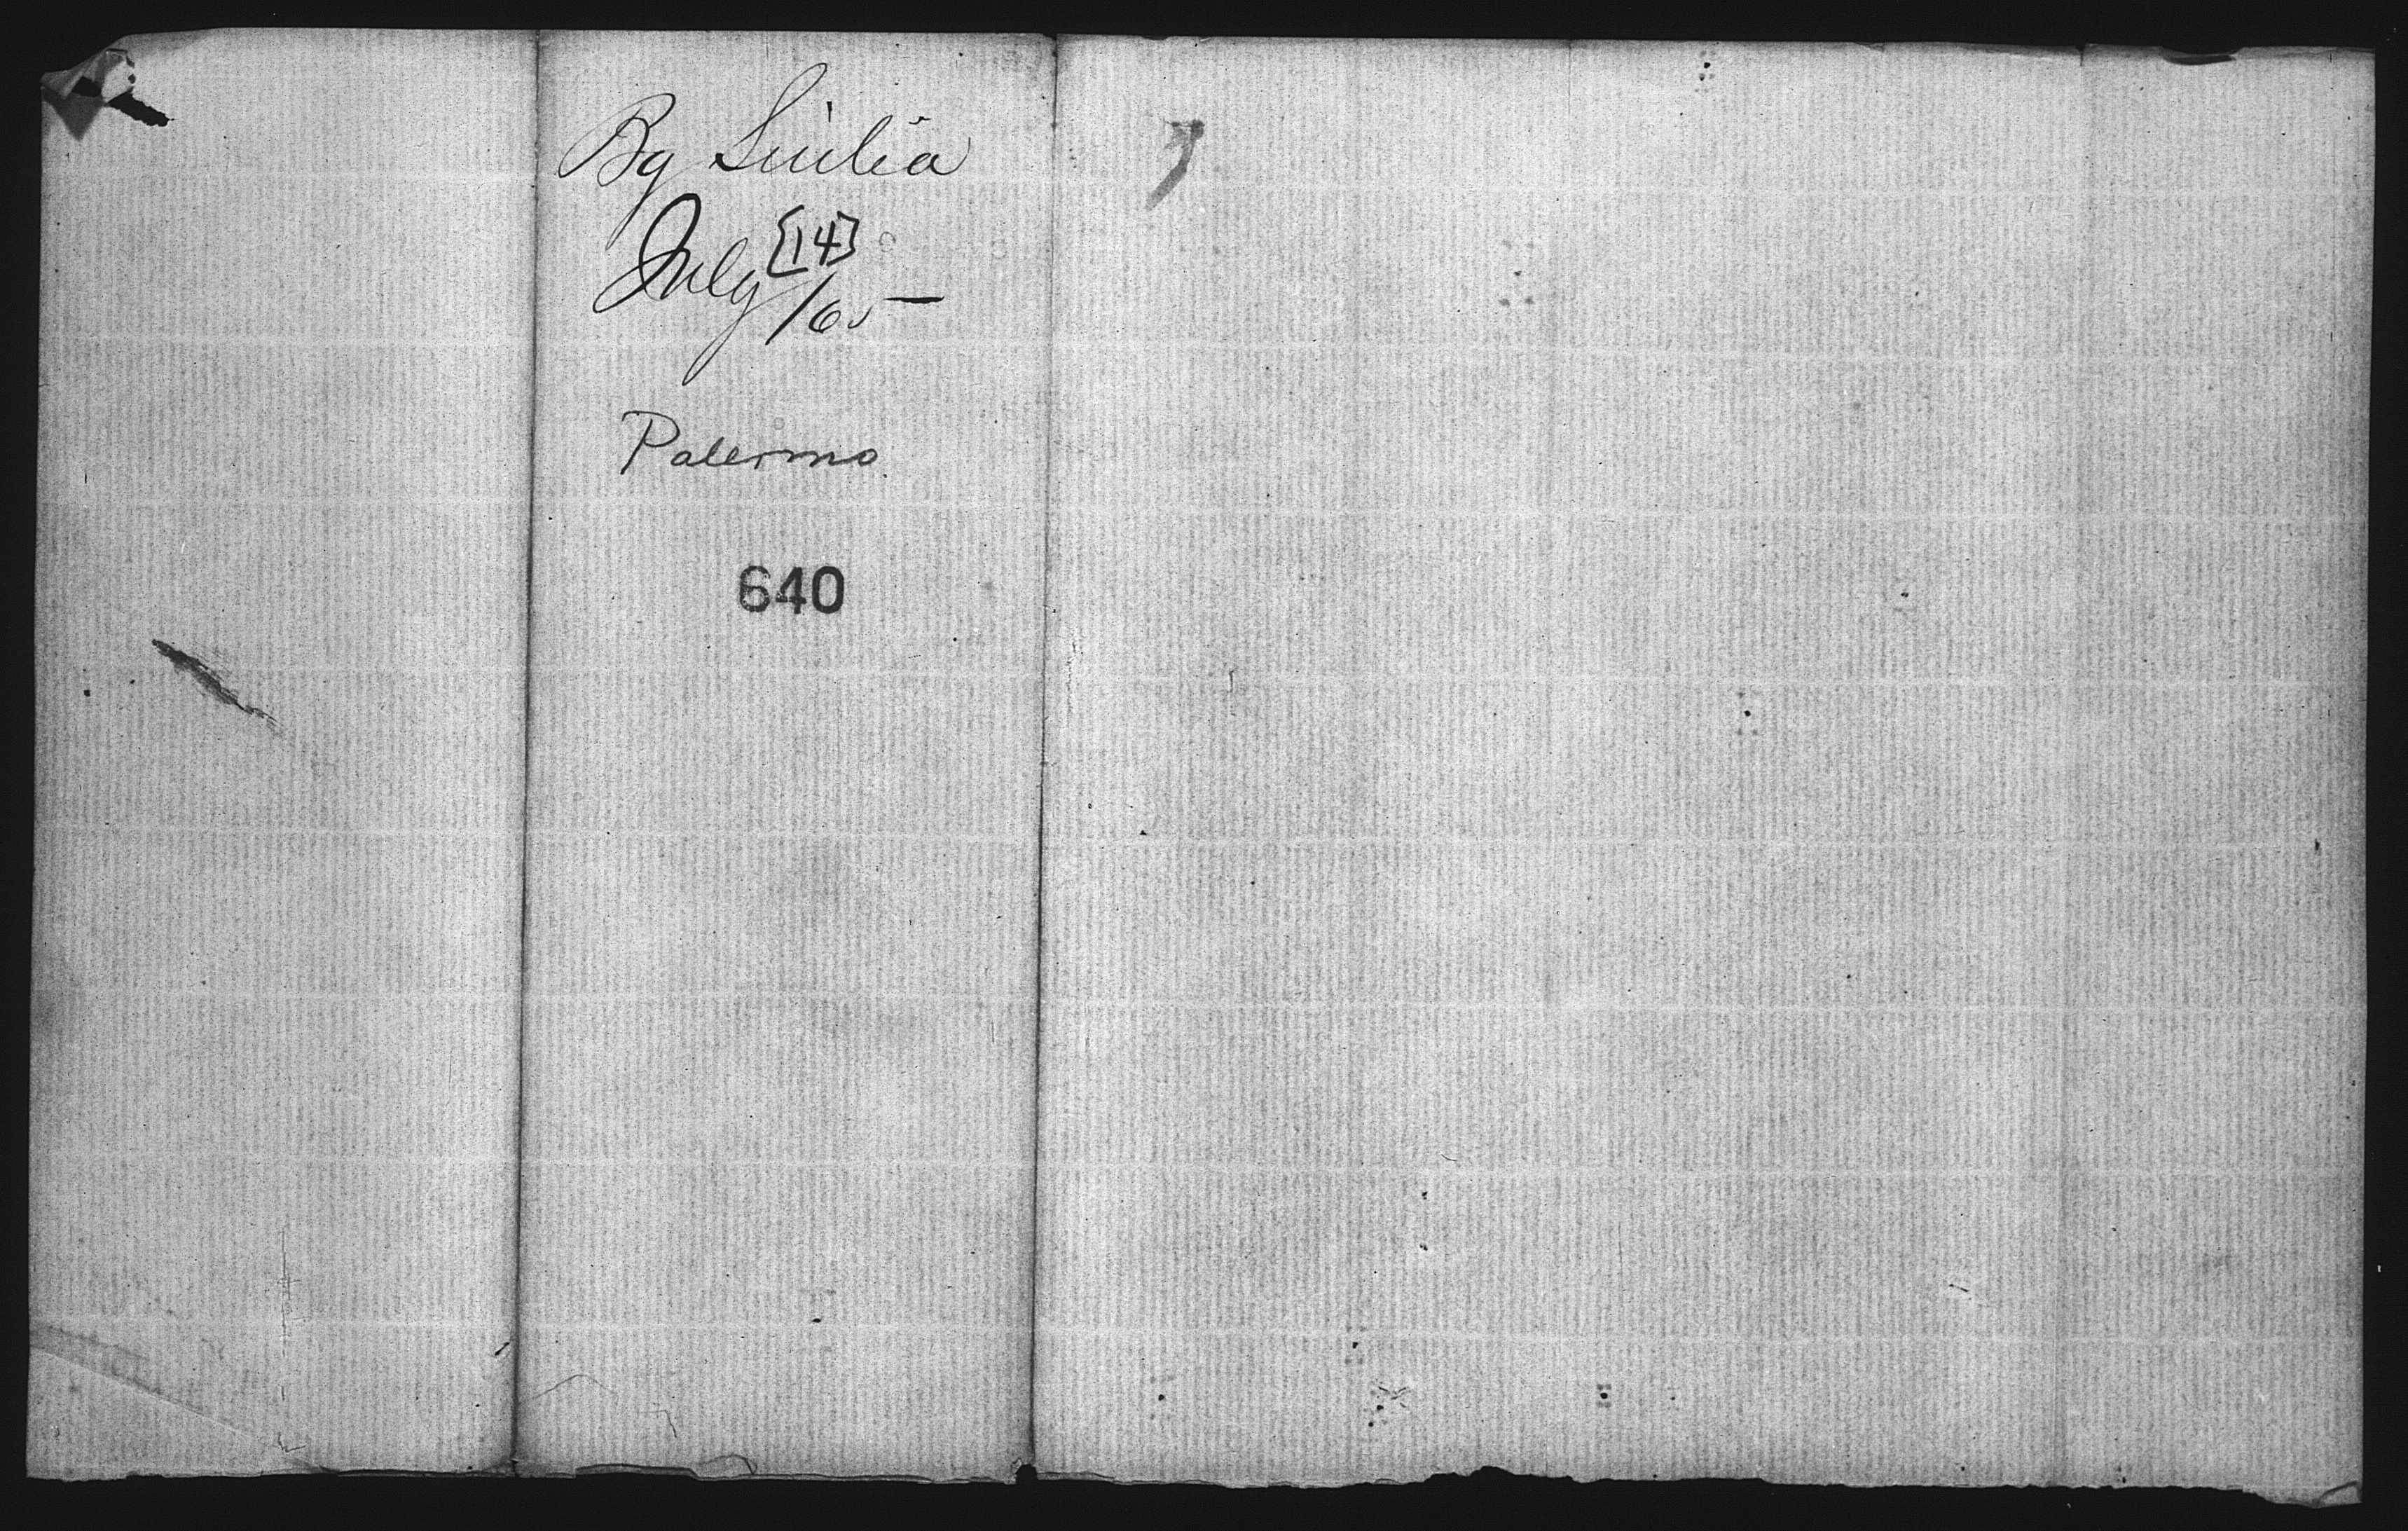 Bg Sicilia
July [14]
/65
Palermo
640